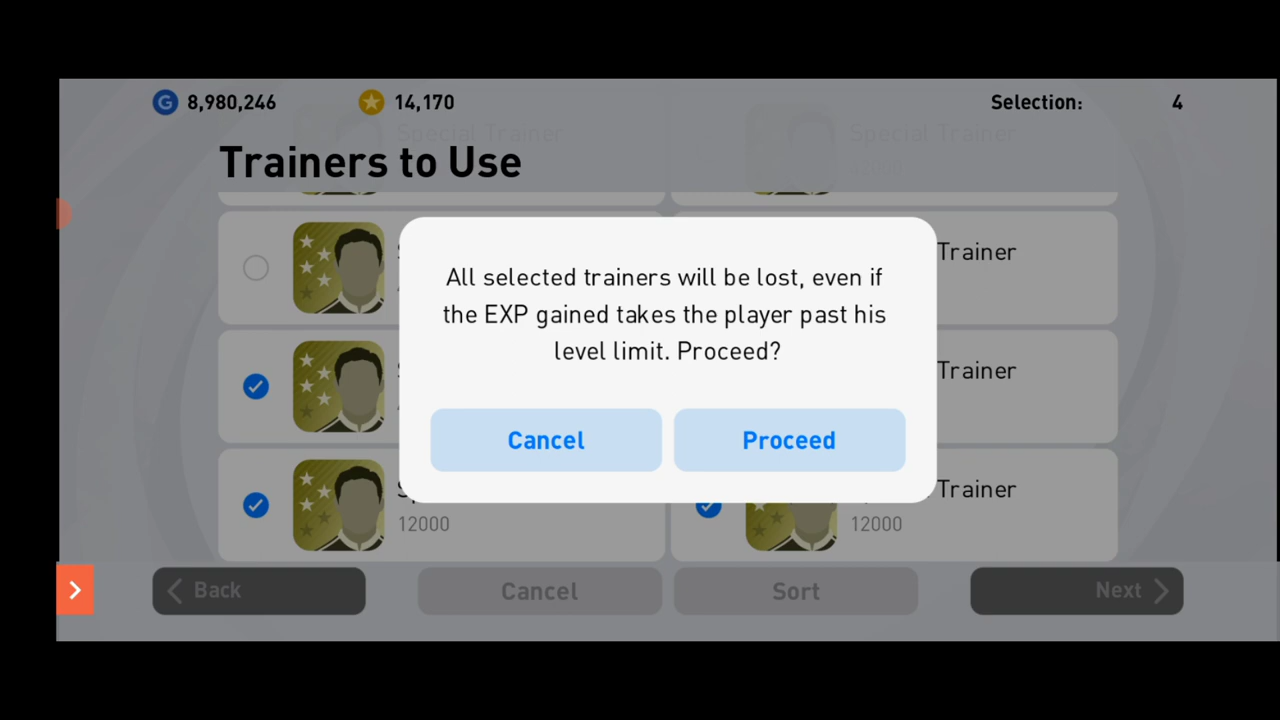 8,980,246
14,170
Selection: 4
Special Trainer
Special Trainer
Trainers to Use
Trainer
All selected trainers will be lost, even if
the EXP gained takes the player past his
level limit. Proceed?
Trainer
Cancel
Proceed
Trainer
12000
12000
Back
Cancel
Sort
Next